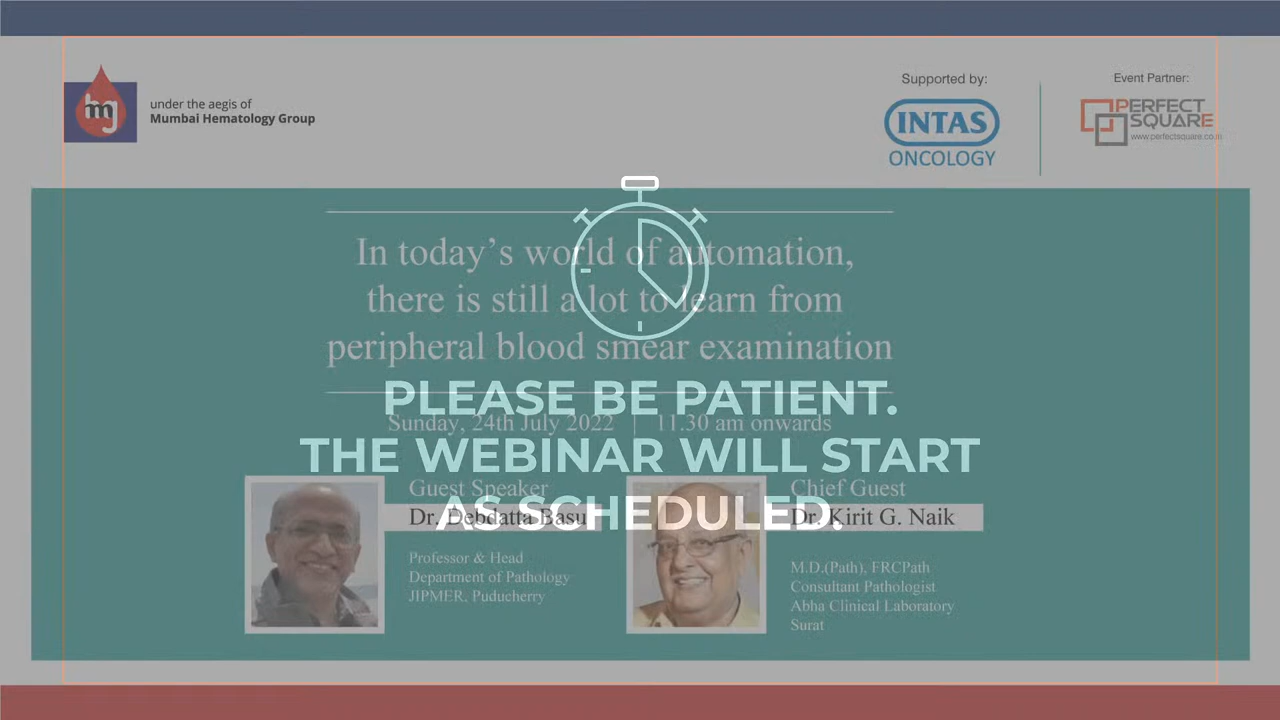 hg
under the aegis of
Mumbai Hematology Group
Supported by:
INTAS
ONCOLOGY
Event Partner:
PERFECT
SQUARE
www.perfectsquare.co.in
In today's world of automation,
there is still a lot to learn from
peripheral blood smear examination
PLEASE BE PATIENT.
Sunday, 24th July 2022 | 11.30 am onwards
THE WEBINAR WILL START
AS SCHEDULED.
Guest Speaker
Dr. Debdatta Basu
Professor & Head
Department of Pathology
JIPMER, Puducherry
Chief Guest
Dr. Kirit G. Naik
M.D.(Path), FRCPath
Consultant Pathologist
Abha Clinical Laboratory
Surat